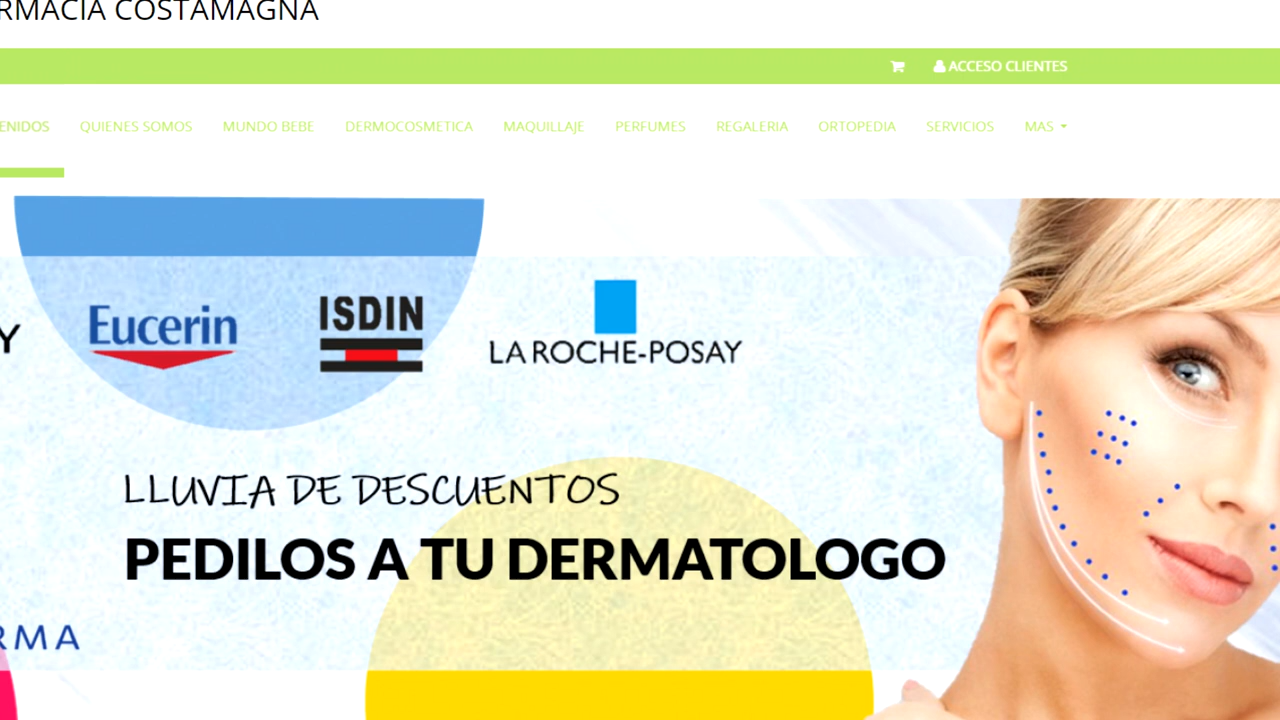 RMACIA COSTAMAGNA
ACCESO CLIENTES
ENIDOS QUIENES SOMOS MUNDO BEBE DERMOCOSMETICA MAQUILLAJE PERFUMES REGALERIA ORTOPEDIA SERVICIOS MAS
Y Eucerin ISDIN LA ROCHE-POSAY
LLUVIA DE DESCUENTOS
PEDILOS A TU DERMATOLOGO
RMA